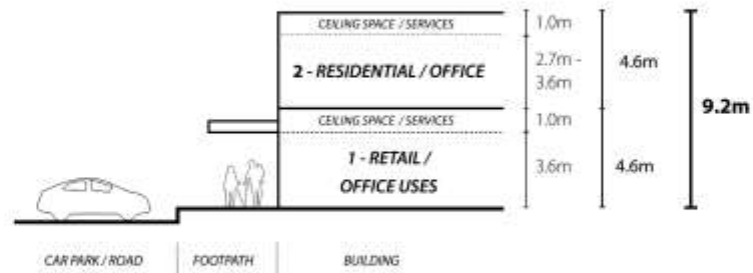 CEILING SPACE / SERVICES
1.0m
2 - RESIDENTIAL / OFFICE
2.7m -
3.6m
4.6m
9.2m
CEILING SPACE / SERVICES
1.0m
1 - RETAIL /
OFFICE USES
3.6m
4.6m
CAR PARK / ROAD
FOOTPATH
BUILDING